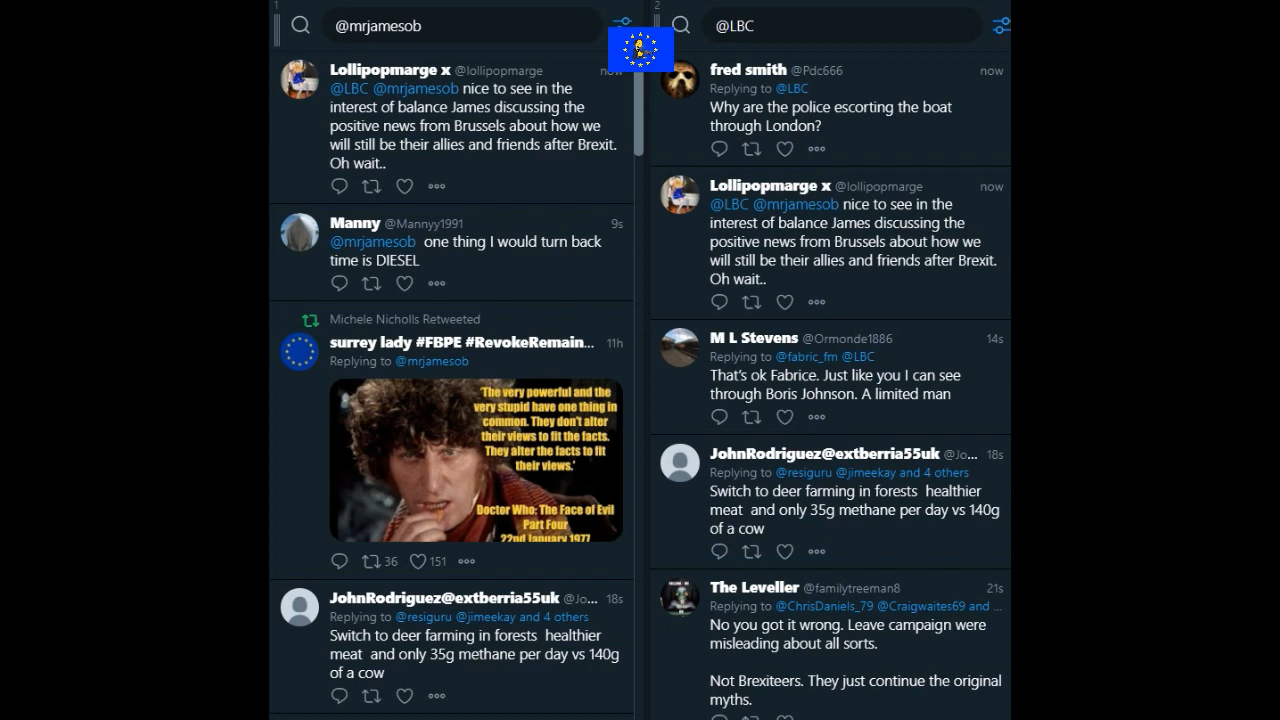 1
@mrjamesob
Lollipopmarge x @lollipopmarge now
@LBC @mrjamesob nice to see in the
interest of balance James discussing the
positive news from Brussels about how we
will still be their allies and friends after Brexit.
Oh wait..
Manny @Mannyy1991 9s
@mrjamesob one thing I would turn back
time is DIESEL
Michele Nicholls Retweeted
surrey lady #FBPE #RevokeRemain... 11h
Replying to @mrjamesob
'The very powerful and the
very stupid have one thing in
common. They don't alter
their views to fit the facts.
They alter the facts to fit
their views.'
Doctor Who: The Face of Evil
Part Four
22nd January 1977
36 151
JohnRodriguez@extberria55uk @Jo... 18s
Replying to @resiguru @jimeekay and 4 others
Switch to deer farming in forests healthier
meat and only 35g methane per day vs 140g
of a cow
2
@LBC
fred smith @Pdc666 now
Replying to @LBC
Why are the police escorting the boat
through London?
Lollipopmarge x @lollipopmarge now
@LBC @mrjamesob nice to see in the
interest of balance James discussing the
positive news from Brussels about how we
will still be their allies and friends after Brexit.
Oh wait..
M L Stevens @Ormonde1886 14s
Replying to @fabric_fm @LBC
That's ok Fabrice. Just like you I can see
through Boris Johnson. A limited man
JohnRodriguez@extberria55uk @Jo... 18s
Replying to @resiguru @jimeekay and 4 others
Switch to deer farming in forests healthier
meat and only 35g methane per day vs 140g
of a cow
The Leveller @familytreeman8 21s
Replying to @ChrisDaniels_79 @Craigwaites69 and ...
No you got it wrong. Leave campaign were
misleading about all sorts.
Not Brexiteers. They just continue the original
myths.